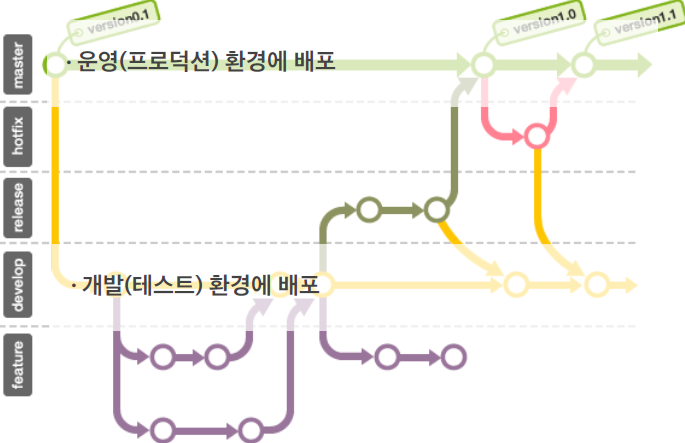 version0.1
version1.0
version1.1
master
· 운영(프로덕션) 환경에 배포
hotfix
release
develop
· 개발(테스트) 환경에 배포
feature